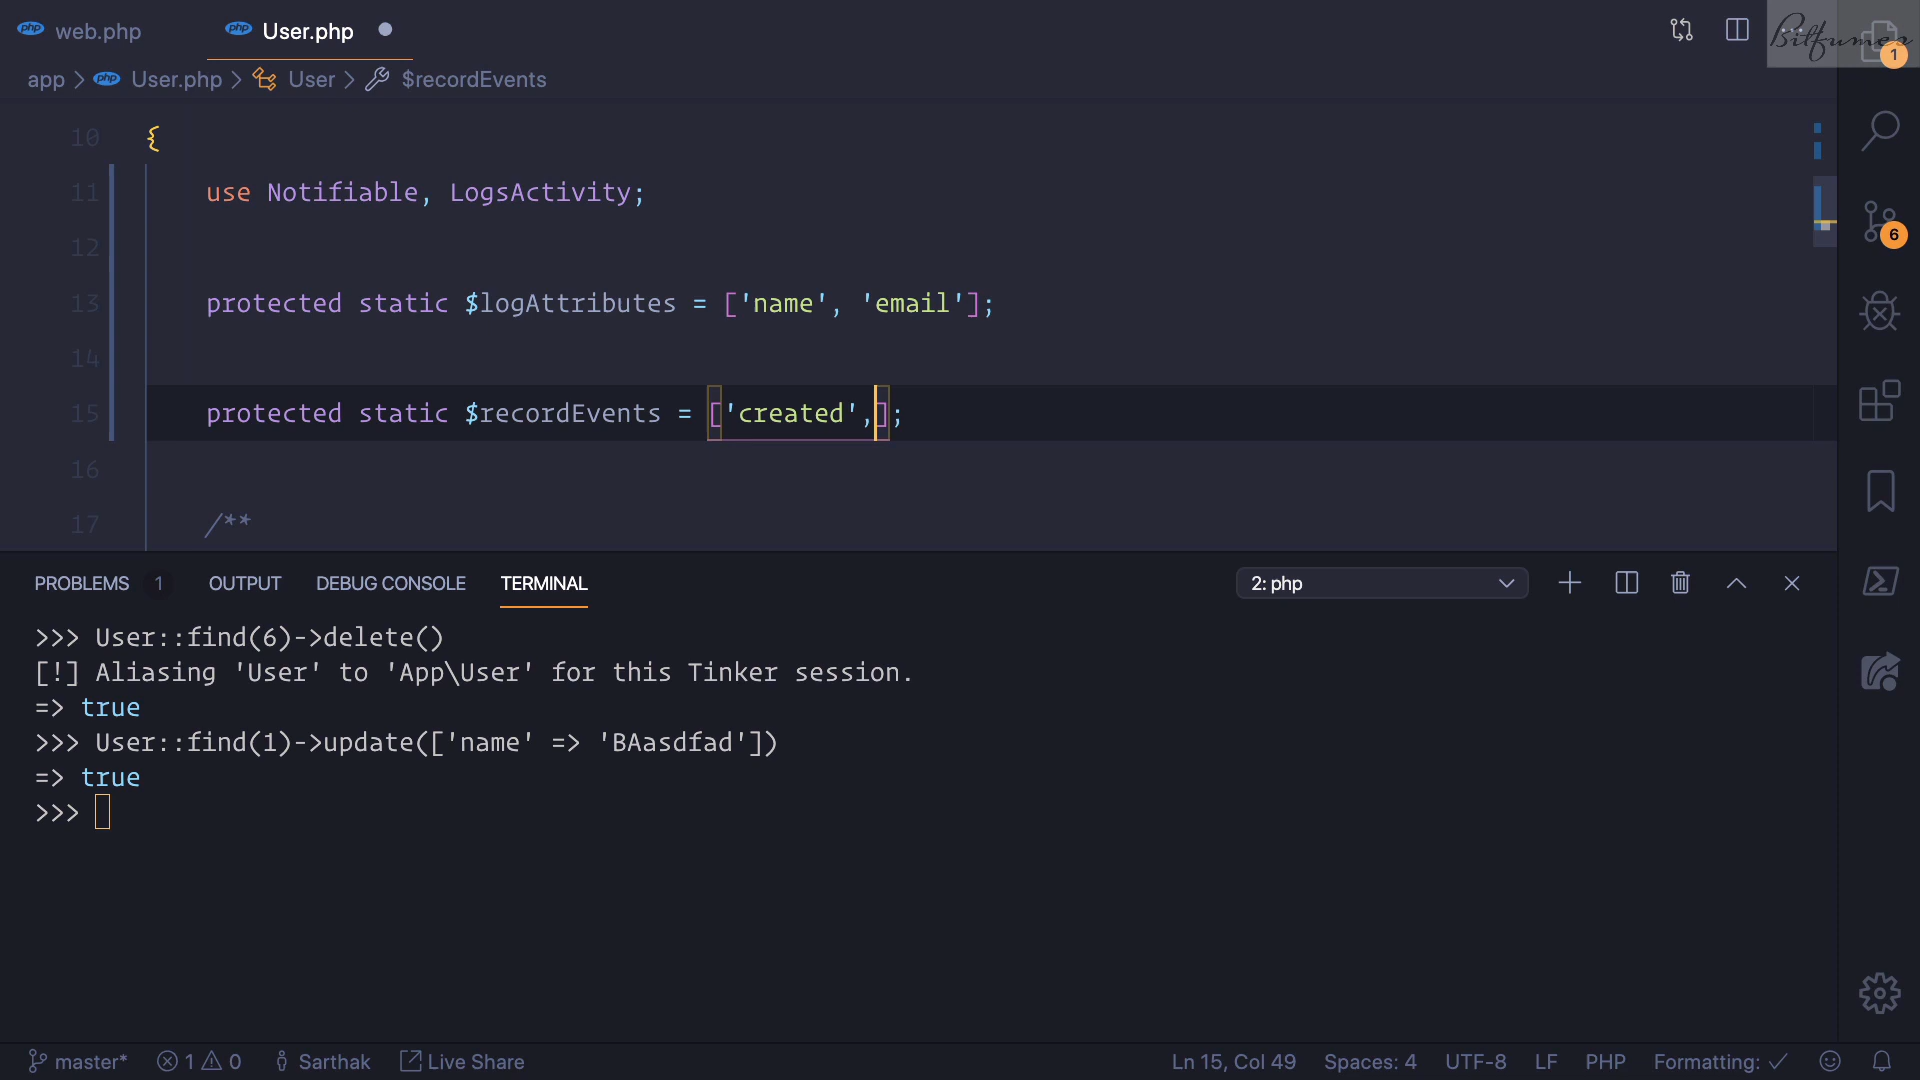 web.php
User.php
Bitfumes
1
app > User.php > User > $recordEvents
10 {
11 use Notifiable, LogsActivity;
12
13 protected static $logAttributes = ['name', 'email'];
14
15 protected static $recordEvents = ['created',];
16
17 /**
6
PROBLEMS 1 OUTPUT DEBUG CONSOLE TERMINAL 2: php
>>> User::find(6)->delete()
[!] Aliasing 'User' to 'App\User' for this Tinker session.
=> true
>>> User::find(1)->update(['name' => 'BAasdfad'])
=> true
>>>
master* 1 0 Sarthak Live Share Ln 15, Col 49 Spaces: 4 UTF-8 LF PHP Formatting: ✓